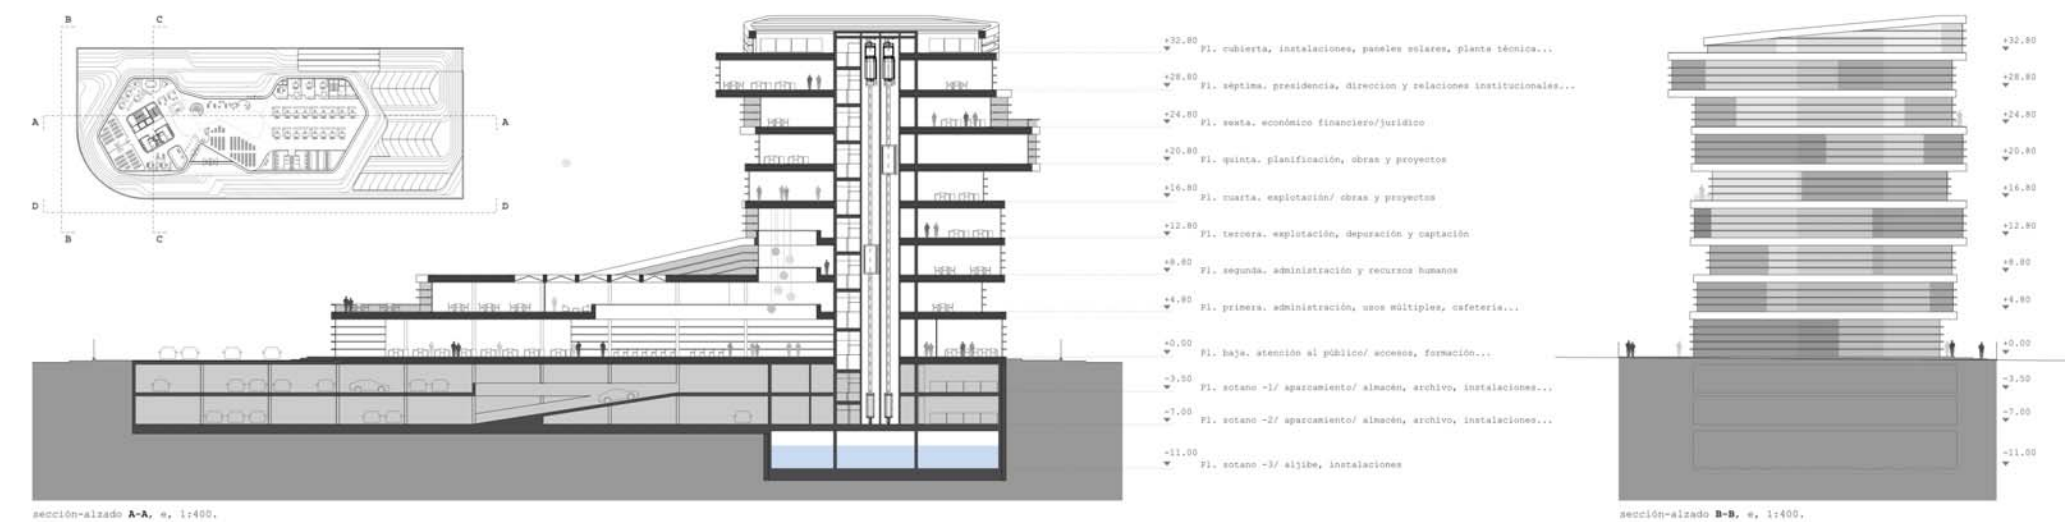 B
C
A
A
D
D
B
C
+32.80
Pl. cubierta, instalaciones, paneles solares, planta técnica...
+28.80
Pl. séptima. presidencia, direccion y relaciones institucionales...
+24.80
Pl. sexta. económico financiero/jurídico
+20.80
Pl. quinta. planificación, obras y proyectos
+16.80
Pl. cuarta. explotación/ obras y proyectos
+12.80
Pl. tercera. explotación, depuración y captación
+8.80
Pl. segunda. administración y recursos humanos
+4.80
Pl. primera. administración, usos múltiples, cafetería...
+0.00
Pl. baja. atención al público/ accesos, formación...
-3.50
Pl. sotano -1/ aparcamiento/ almacén, archivo, instalaciones...
-7.00
Pl. sotano -2/ aparcamiento/ almacén, archivo, instalaciones...
-11.00
Pl. sotano -3/ aljibe, instalaciones
+32.80
+28.80
+24.80
+20.80
+16.80
+12.80
+8.80
+4.80
+0.00
-3.50
-7.00
-11.00
sección-alzado A-A, e, 1:400.
sección-alzado B-B, e, 1:400.